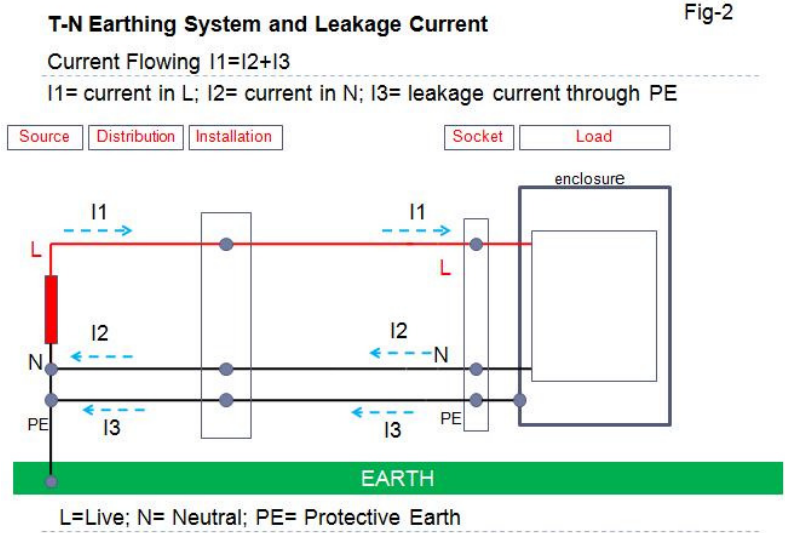 Fig-2
T-N Earthing System and Leakage Current
Current Flowing I1=I2+I3
I1= current in L; I2= current in N; I3= leakage current through PE
Source Distribution Installation Socket Load
enclosure
I1 I1
L
L
I2 I2
N N
PE PE
I3 I3
EARTH
L=Live; N= Neutral; PE= Protective Earth